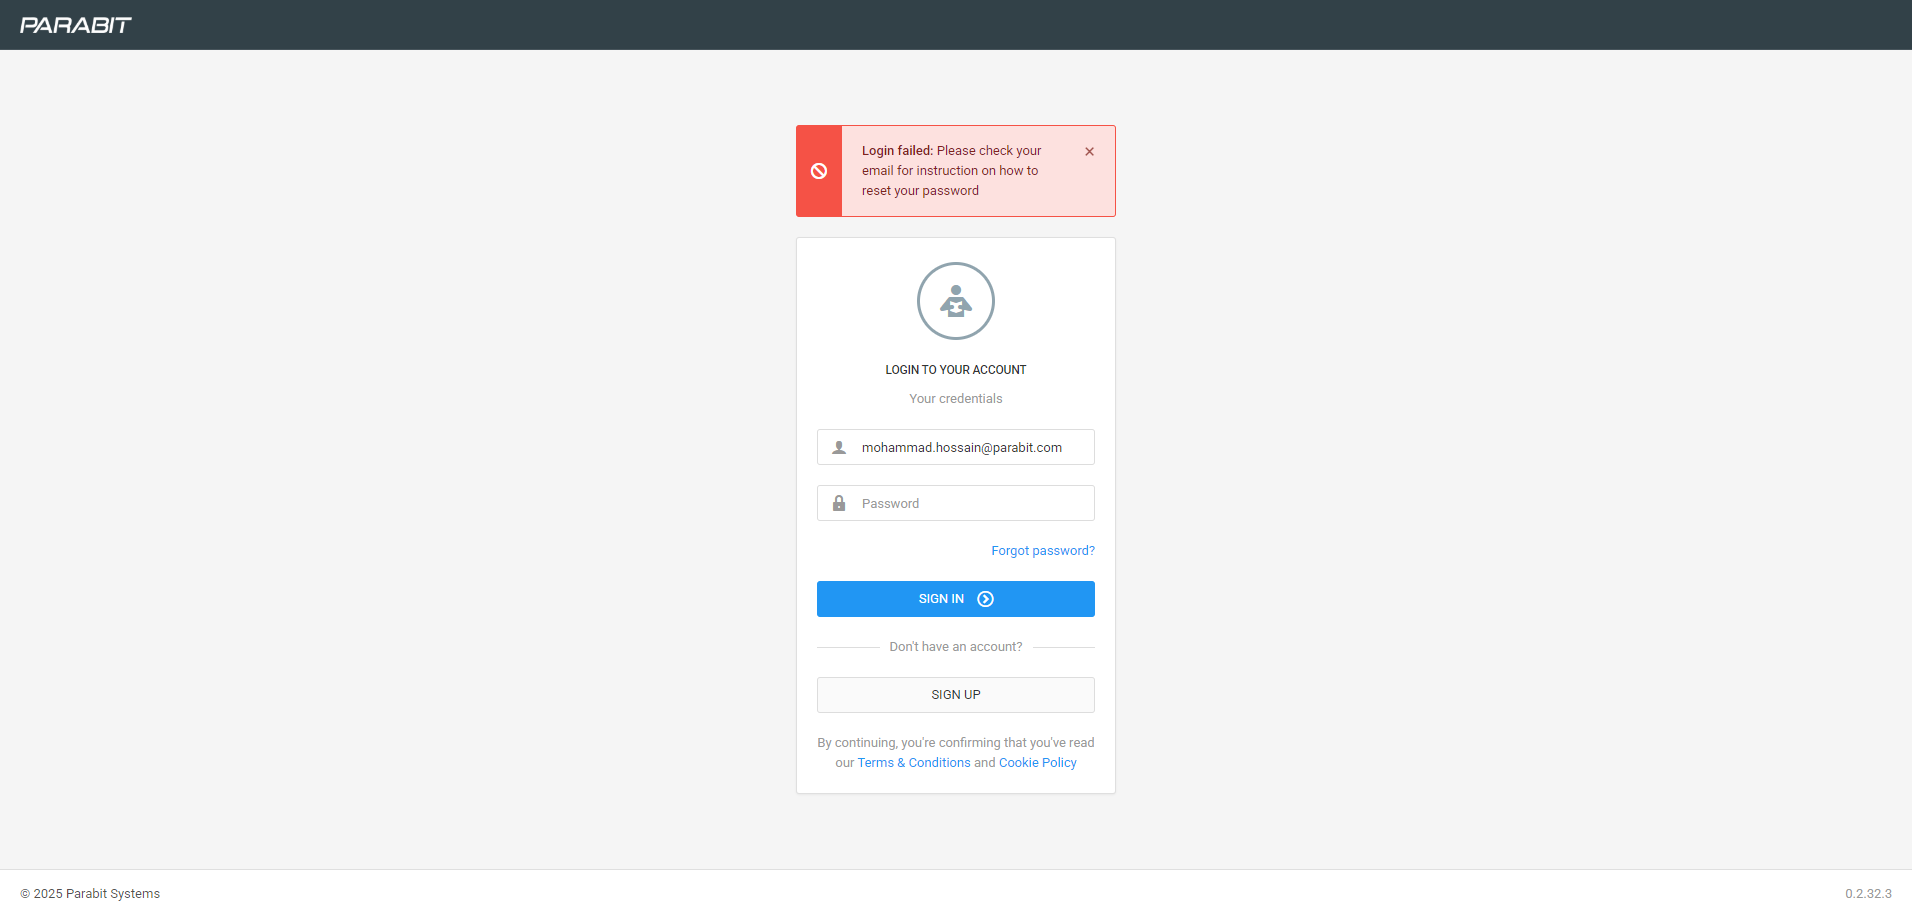 PARABIT
Login failed: Please check your
email for instruction on how to
reset your password
LOGIN TO YOUR ACCOUNT
Your credentials
mohammad.hossain@parabit.com
Password
Forgot password?
SIGN IN
Don't have an account?
SIGN UP
By continuing, you're confirming that you've read
our Terms & Conditions and Cookie Policy
© 2025 Parabit Systems
0.2.32.3